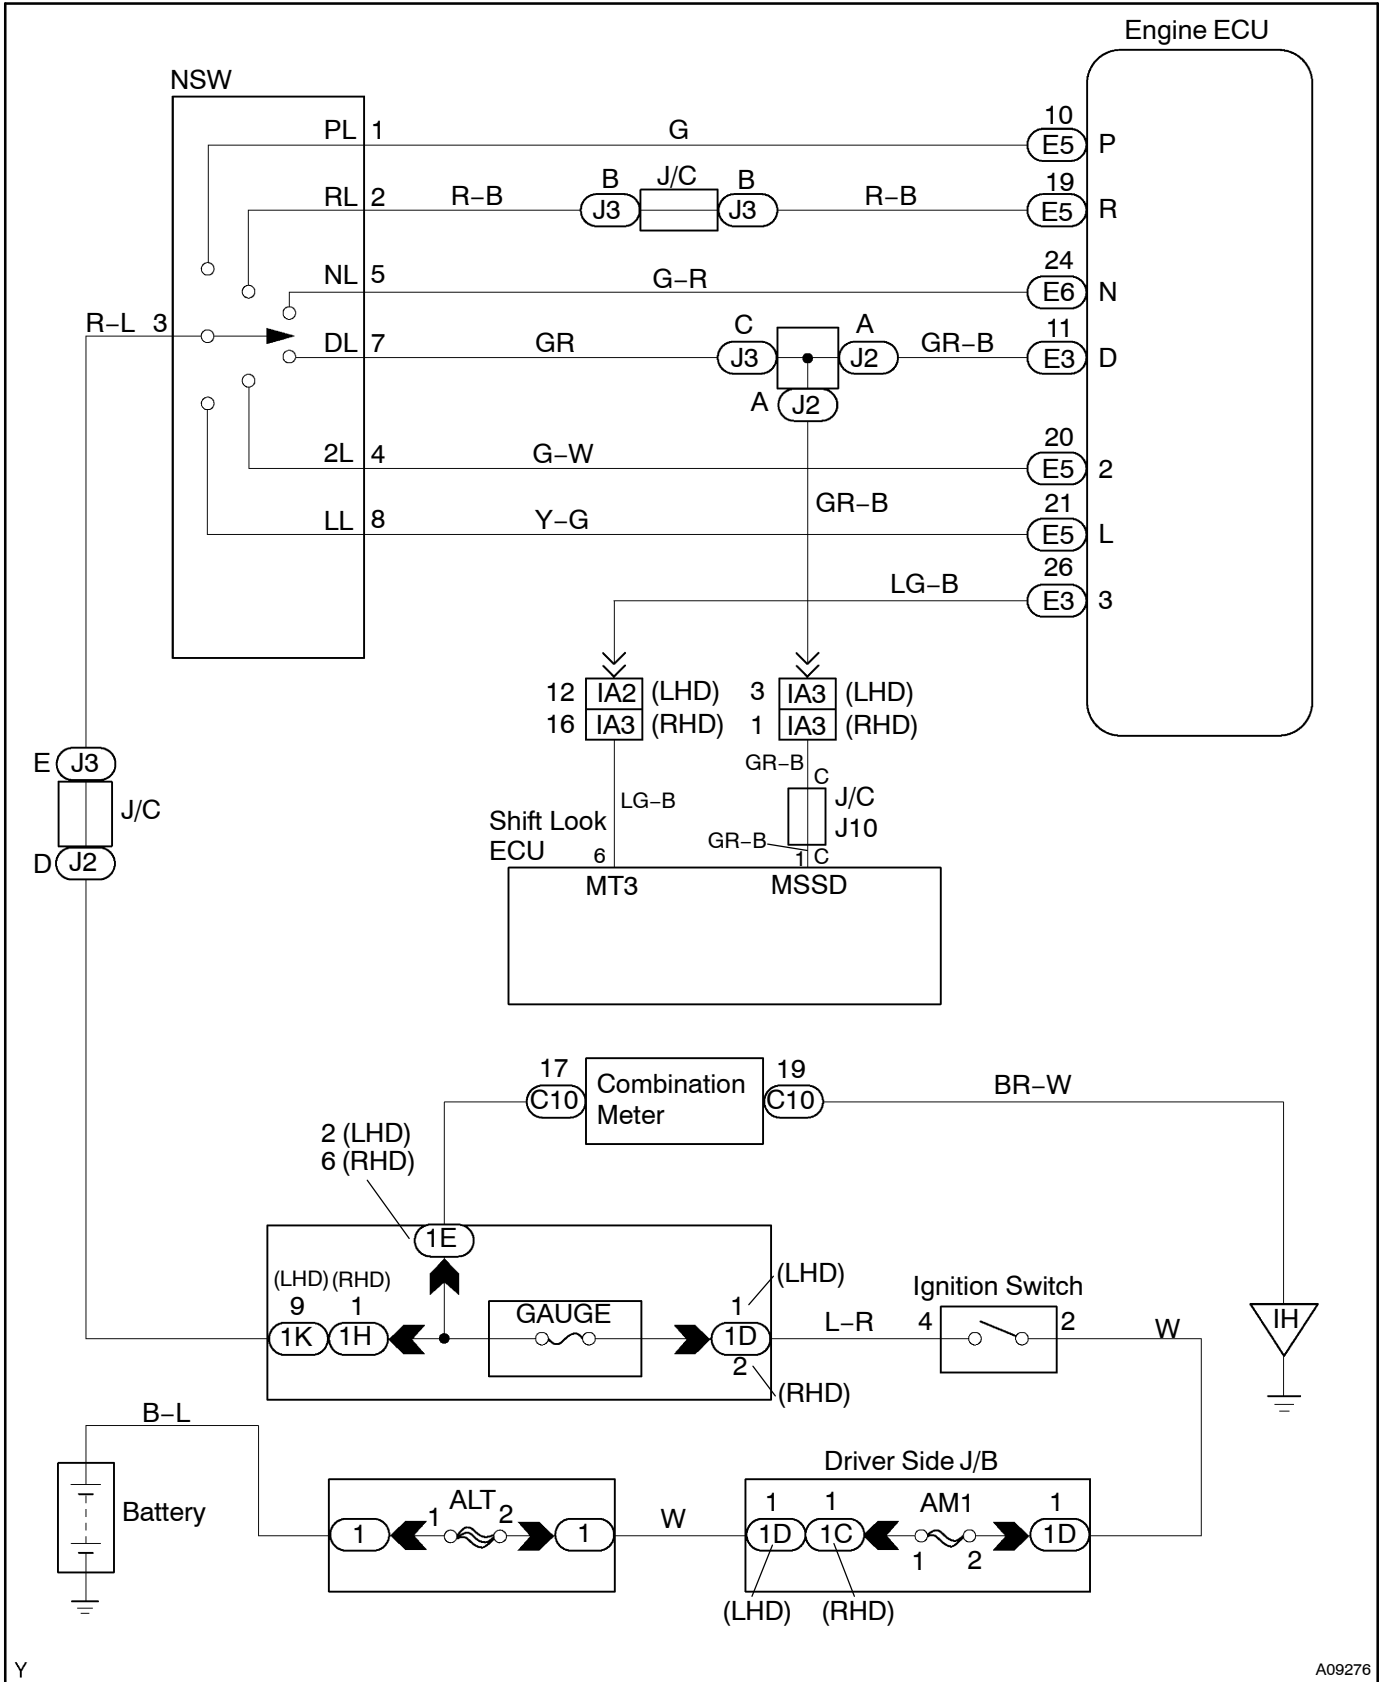 Engine ECU
NSW
PL 1
G
10
E5 P
RL 2
R-B
B
J3
J/C
B
J3
R-B
19
E5 R
NL 5
G-R
24
E6 N
R-L 3
DL 7
GR
C
J3
A
J2
GR-B
11
E3 D
A J2
2L 4
G-W
20
E5 2
GR-B
LL 8
Y-G
21
E5 L
LG-B
26
E3 3
12 IA2 (LHD)
16 IA3 (RHD)
3 IA3 (LHD)
1 IA3 (RHD)
E J3
J/C
D J2
LG-B
GR-B
C
J/C
J10
GR-B
1 C
Shift Look
ECU
6
MT3
MSSD
17
C10
Combination
Meter
19
C10
BR-W
2 (LHD)
6 (RHD)
1E
(LHD) (RHD)
9 1
1K 1H
GAUGE
1
(LHD)
1D
2
(RHD)
L-R
Ignition Switch
4 2
W
IH
B-L
Battery
1
1 ALT 2
1
W
Driver Side J/B
1 1
1D 1C
AM1
1 2
1
1D
(LHD) (RHD)
Y
A09276